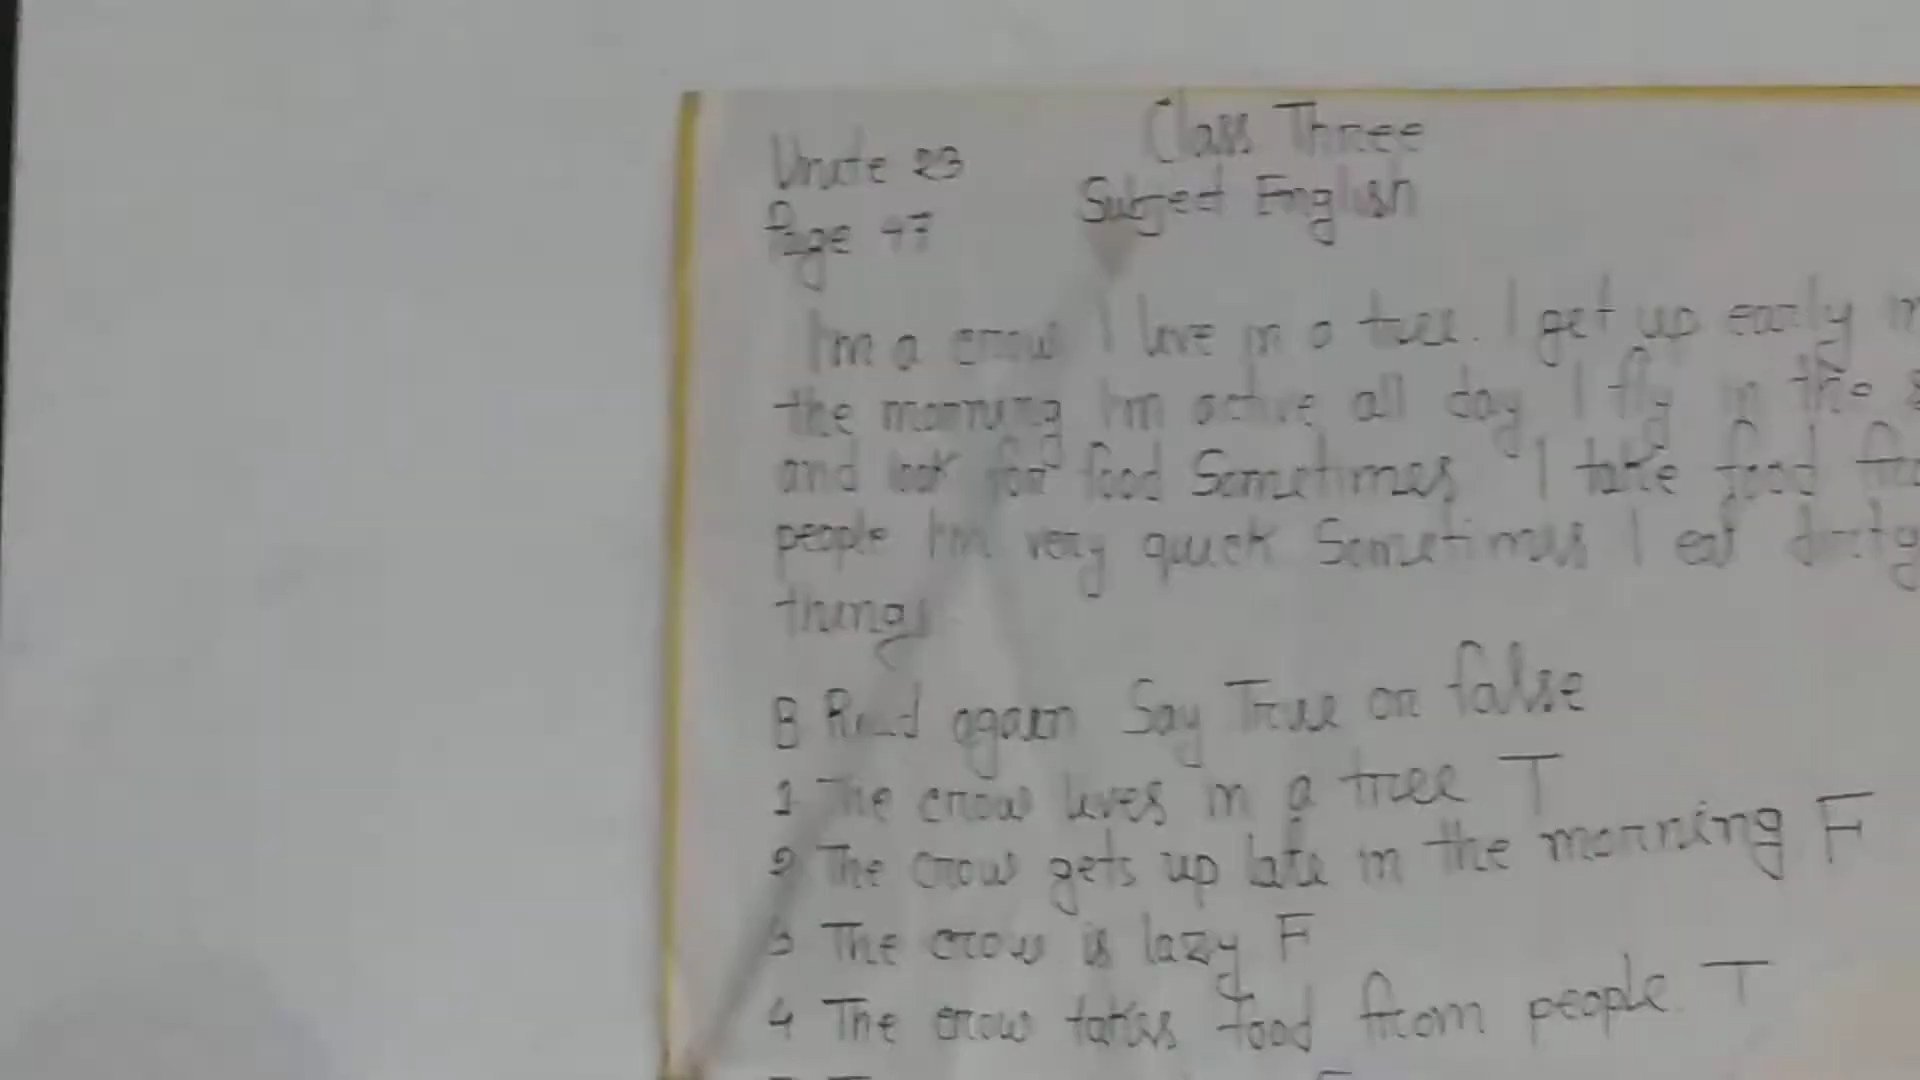 Class Three
Unite 23
Subject English
Page 47
I'm a crow I live in a tree. I get up early in
the morning I'm active all day I fly in the
and look for food Sometimes I take food
people I'm very quick Sometimes I eat dirty
things
B Read again Say True or false
1 The crow lives in a tree T
2 The crow gets up late in the morning F
3 The crow is lazy F
4 The crow takes food from people. T